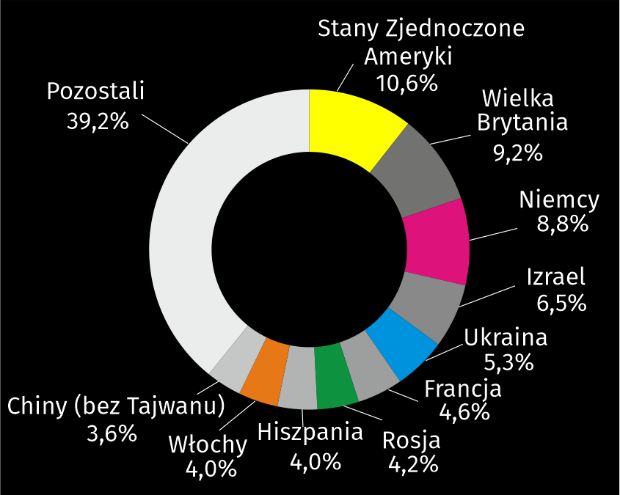 Stany Zjednoczone
Ameryki
10,6%
Wielka
Brytania
9,2%
Niemcy
8,8%
Izrael
6,5%
Ukraina
5,3%
Francja
4,6%
Rosja
4,2%
Hiszpania
4,0%
Włochy
4,0%
Chiny (bez Tajwanu)
3,6%
Pozostali
39,2%